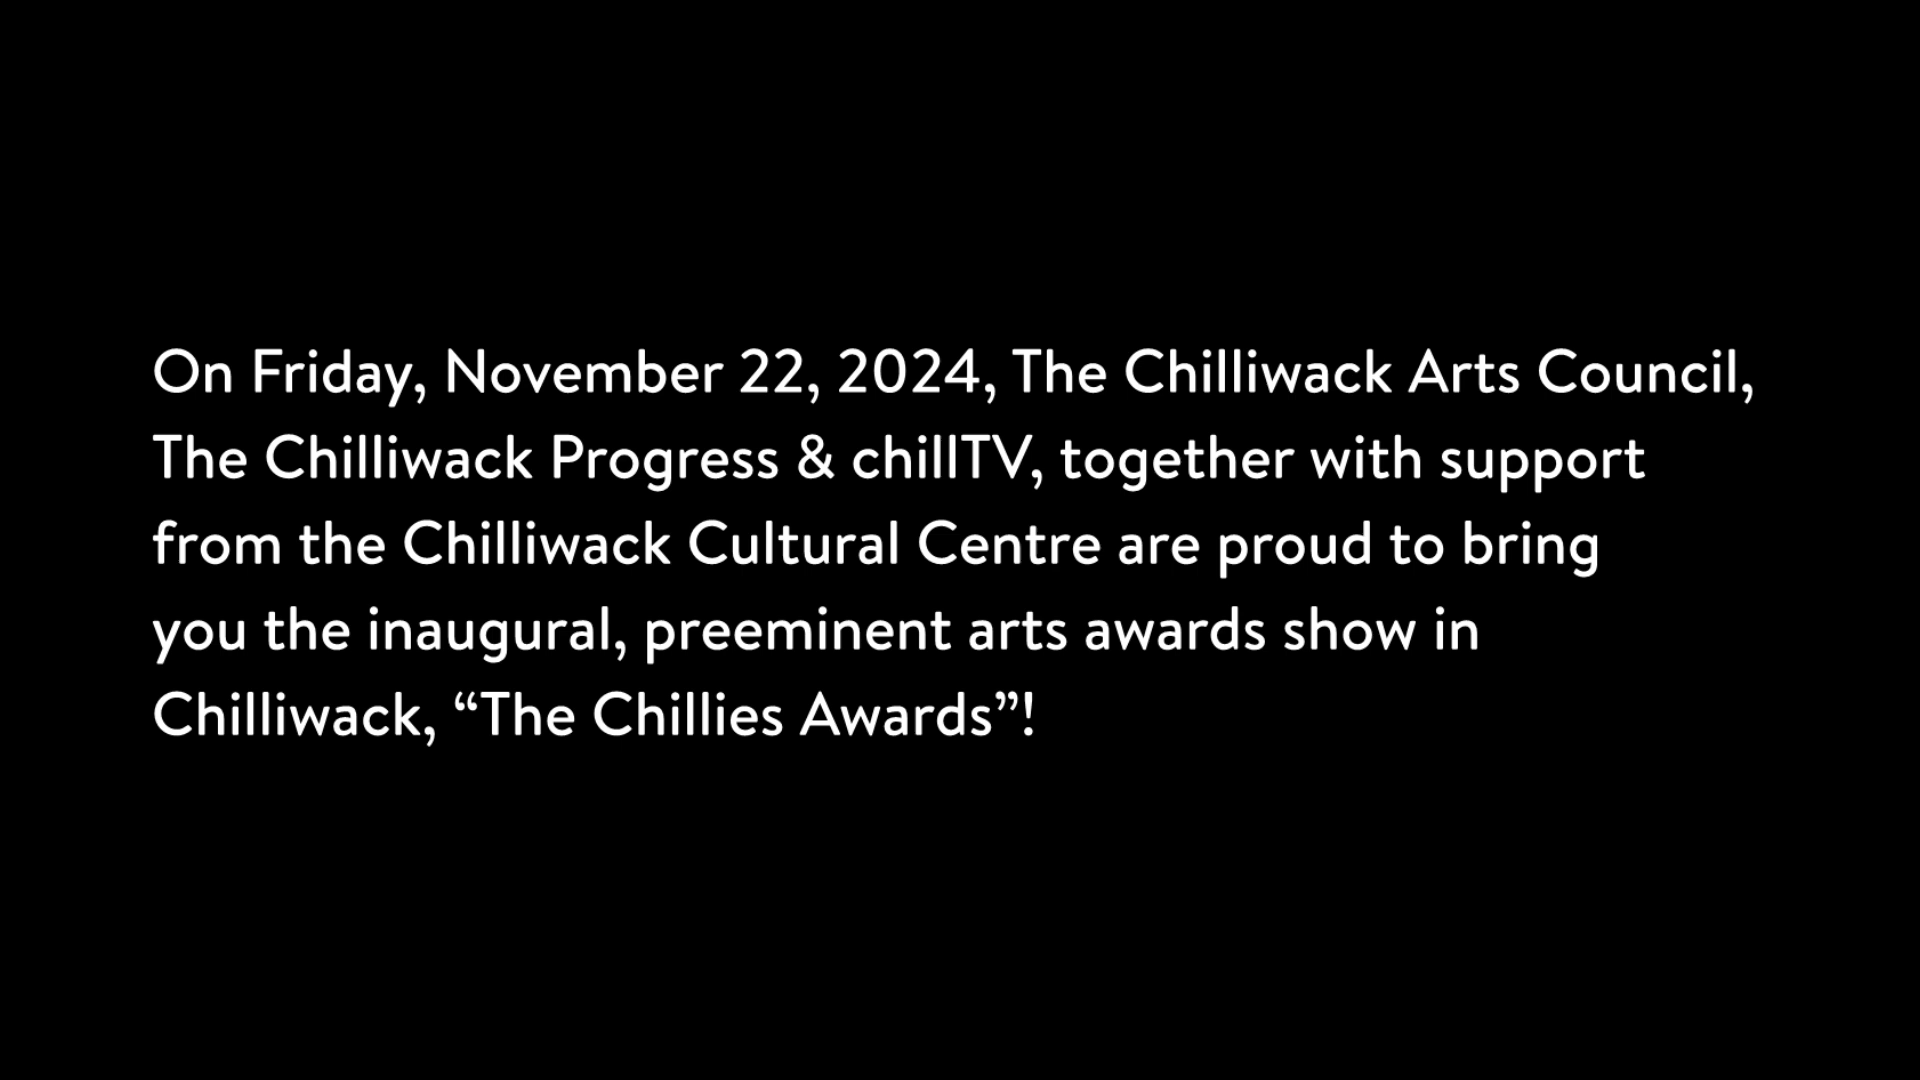 On Friday, November 22, 2024, The Chilliwack Arts Council,
The Chilliwack Progress & chillTV, together with support
from the Chilliwack Cultural Centre are proud to bring
you the inaugural, preeminent arts awards show in
Chilliwack, “The Chillies Awards”!